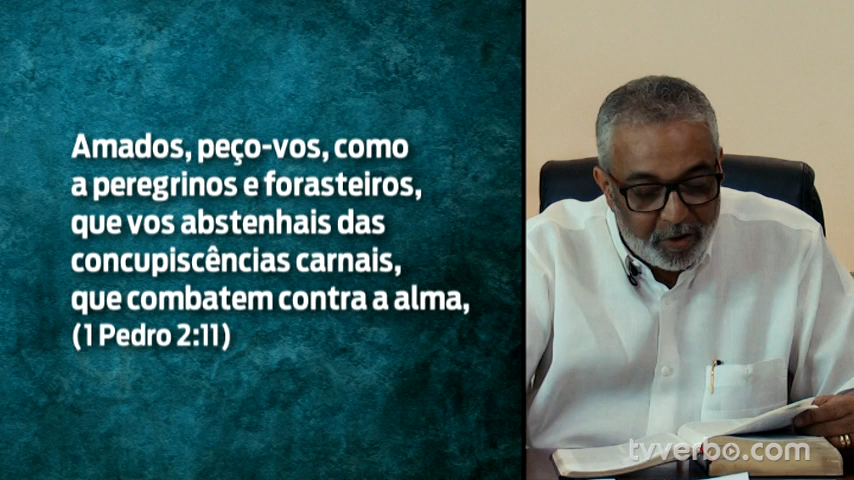 Amados, peço-vos, como
a peregrinos e forasteiros,
que vos abstenhais das
concupiscências carnais,
que combatem contra a alma,
(1 Pedro 2:11)
tvverbo.com